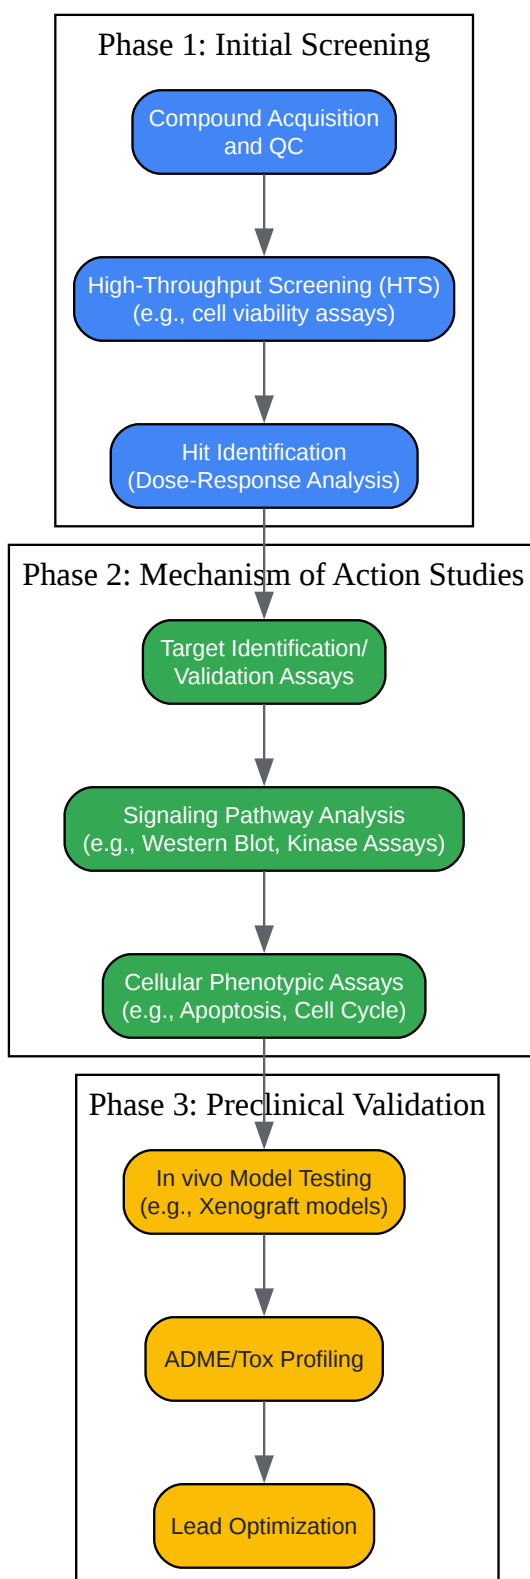 Phase 1: Initial Screening
Compound Acquisition
and QC
High-Throughput Screening (HTS)
(e.g., cell viability assays)
Hit Identification
(Dose-Response Analysis)
Phase 2: Mechanism of Action Studies
Target Identification/
Validation Assays
Signaling Pathway Analysis
(e.g., Western Blot, Kinase Assays)
Cellular Phenotypic Assays
(e.g., Apoptosis, Cell Cycle)
Phase 3: Preclinical Validation
In vivo Model Testing
(e.g., Xenograft models)
ADME/Tox Profiling
Lead Optimization